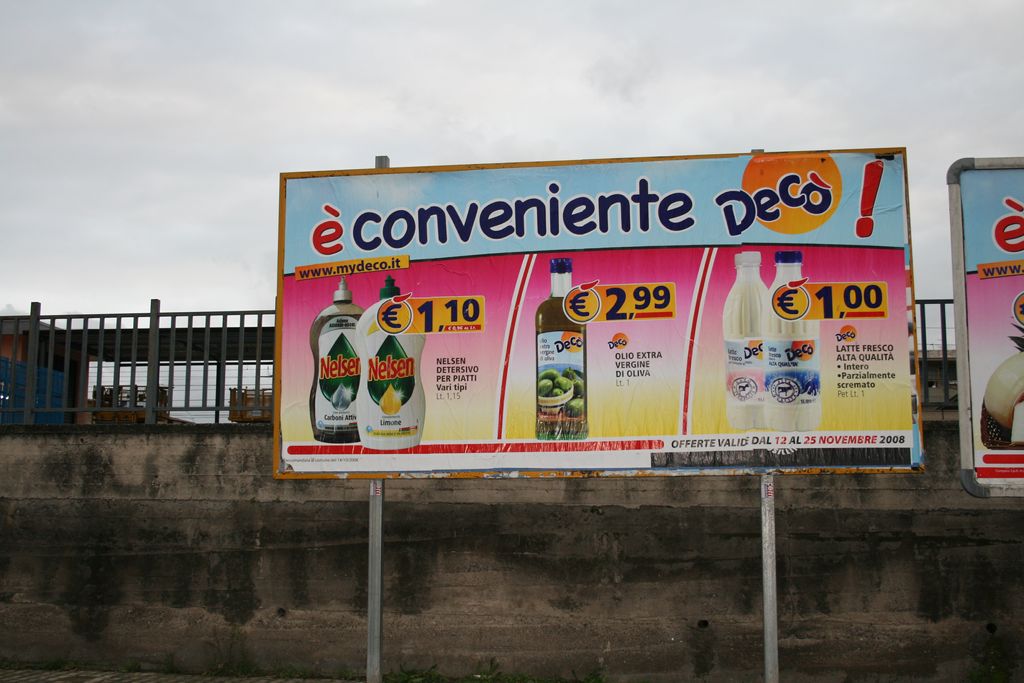 è conveniente Decò!
www.mydeco.it
€ 1,10
Nelsen
Carboni Attivi
Nelsen
Limone
NELSEN
DETERSIVO
PER PIATTI
Vari tipi
Lt. 1,15
€ 2,99
Decò
Decò
OLIO EXTRA
VERGINE
DI OLIVA
Lt. 1
€ 1,00
Decò
Decò
Decò
LATTE FRESCO
ALTA QUALITÀ
• Intero
•Parzialmente
scremato
Pet Lt. 1
OFFERTE VALIDE DAL 12 AL 25 NOVEMBRE 2008
è
www.
€